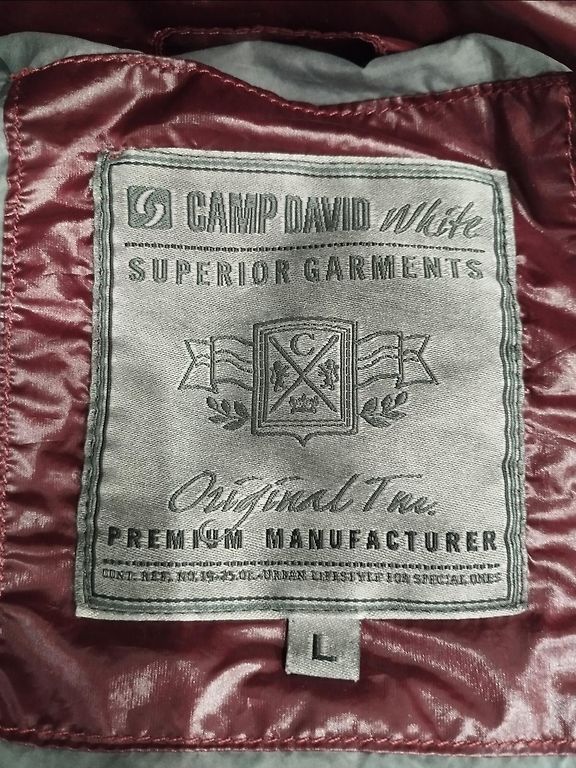 CAMP DAVID White
SUPERIOR GARMENTS
C
Original Tm.
PREMIUM MANUFACTURER
CONT. REF. NO. 19-25.01.-URBAN LIFESTYLE FOR SPECIAL ONES
L